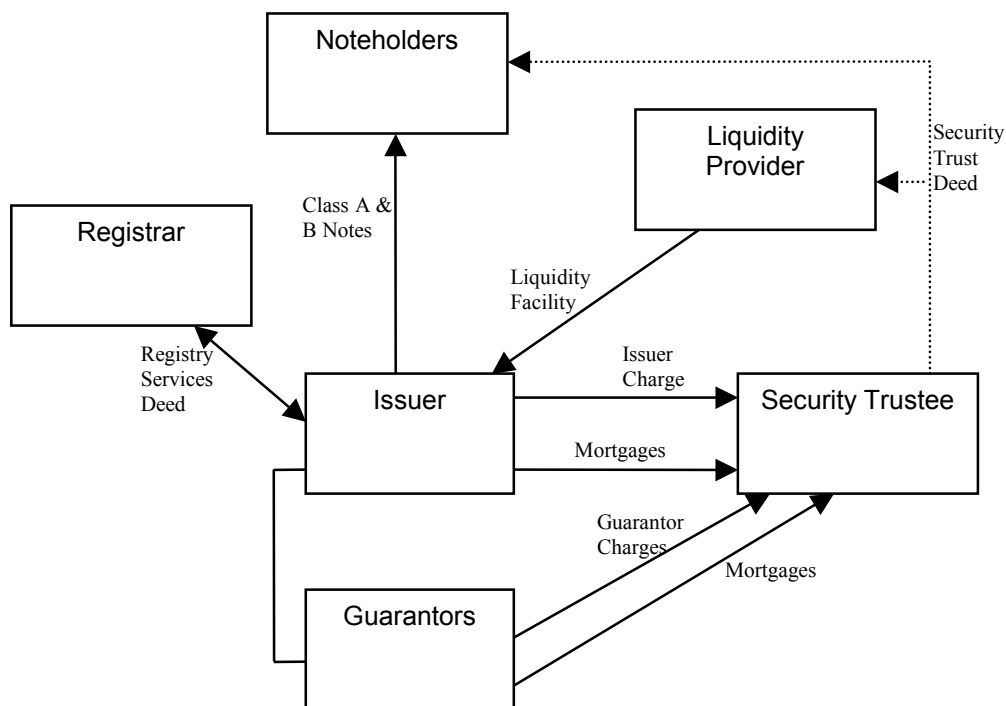 Noteholders
Liquidity
Provider
Security
Trust
Deed
Class A &
B Notes
Registrar
Liquidity
Facility
Registry
Services
Deed
Issuer
Issuer
Charge
Security Trustee
Mortgages
Guarantor
Charges
Mortgages
Guarantors